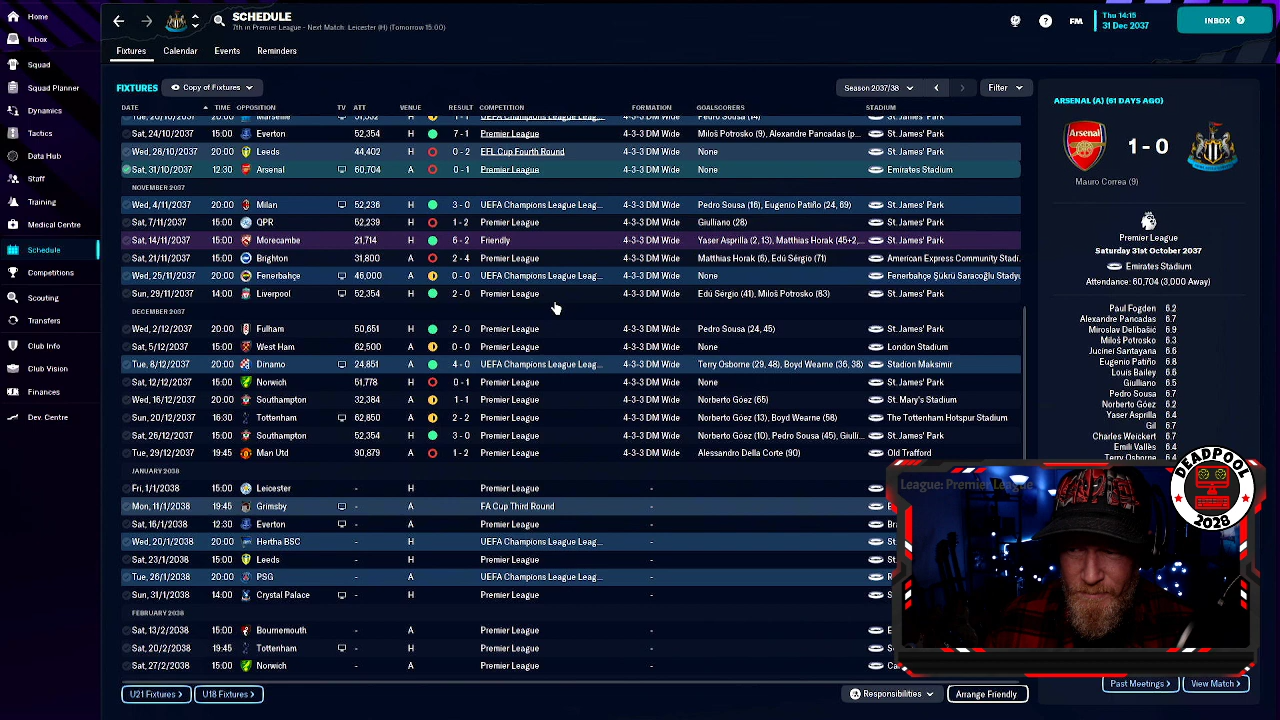 SCHEDULE
7th in Premier League - Next Match: Leicester (H) (Tomorrow 15:00)
FM
Thu 14:15
31 Dec 2037
INBOX
Home
Inbox
Squad
Squad Planner
Dynamics
Tactics
Data Hub
Staff
Training
Medical Centre
Schedule
Competitions
Scouting
Transfers
Club Info
Club Vision
Finances
Dev. Centre
Fixtures Calendar Events Reminders
FIXTURES Copy of Fixtures Season 2037/38 Filter
DATE TIME OPPOSITION TV ATT VENUE RESULT COMPETITION FORMATION GOALSCORERS STADIUM
Sat, 24/10/2037 15:00 Everton 52,354 H 7 - 1 Premier League 4-3-3 DM Wide Miloš Potrosko (9), Alexandre Pancadas (p... St. James' Park
Wed, 28/10/2037 20:00 Leeds 44,402 H 0 - 2 EFL Cup Fourth Round 4-3-3 DM Wide None St. James' Park
Sat, 31/10/2037 12:30 Arsenal 60,704 A 0 - 1 Premier League 4-3-3 DM Wide None Emirates Stadium
NOVEMBER 2037
Wed, 4/11/2037 20:00 Milan 52,236 H 3 - 0 UEFA Champions League Leag... 4-3-3 DM Wide Pedro Sousa (16), Eugenio Patiño (24, 69) St. James' Park
Sat, 7/11/2037 15:00 QPR 52,239 H 1 - 2 Premier League 4-3-3 DM Wide Giulliano (28) St. James' Park
Sat, 14/11/2037 15:00 Morecambe 21,714 H 6 - 2 Friendly 4-3-3 DM Wide Yaser Asprilla (2, 13), Matthias Horak (45+2,... St. James' Park
Sat, 21/11/2037 15:00 Brighton 31,800 A 2 - 4 Premier League 4-3-3 DM Wide Matthias Horak (6), Edú Sérgio (71) American Express Community Stadi...
Wed, 25/11/2037 20:00 Fenerbahçe 46,000 A 0 - 0 UEFA Champions League Leag... 4-3-3 DM Wide None Fenerbahçe Şükrü Saracoğlu Stadyu
Sun, 29/11/2037 14:00 Liverpool 52,354 H 2 - 0 Premier League 4-3-3 DM Wide Edú Sérgio (41), Miloš Potrosko (83) St. James' Park
DECEMBER 2037
Wed, 2/12/2037 20:00 Fulham 50,651 H 2 - 0 Premier League 4-3-3 DM Wide Pedro Sousa (24, 45) St. James' Park
Sat, 5/12/2037 15:00 West Ham 62,500 A 0 - 0 Premier League 4-3-3 DM Wide None London Stadium
Tue, 8/12/2037 20:00 Dinamo 24,851 A 4 - 0 UEFA Champions League Leag... 4-3-3 DM Wide Terry Osborne (29, 48), Boyd Wearne (36, 38) Stadion Maksimir
Sat, 12/12/2037 15:00 Norwich 51,778 H 0 - 1 Premier League 4-3-3 DM Wide None St. James' Park
Wed, 16/12/2037 20:00 Southampton 32,384 A 1 - 1 Premier League 4-3-3 DM Wide Norberto Góez (65) St. Mary's Stadium
Sun, 20/12/2037 16:30 Tottenham 62,850 A 2 - 2 Premier League 4-3-3 DM Wide Norberto Góez (13), Boyd Wearne (58) The Tottenham Hotspur Stadium
Sat, 26/12/2037 15:00 Southampton 52,354 H 3 - 0 Premier League 4-3-3 DM Wide Norberto Góez (10), Pedro Sousa (45), Giulli... St. James' Park
Tue, 29/12/2037 19:45 Man Utd 90,879 A 1 - 2 Premier League 4-3-3 DM Wide Alessandro Della Corte (90) Old Trafford
JANUARY 2038
Fri, 1/1/2038 15:00 Leicester - H Premier League -
Mon, 11/1/2038 19:45 Grimsby - A FA Cup Third Round -
Sat, 16/1/2038 12:30 Everton - A Premier League -
Wed, 20/1/2038 20:00 Hertha BSC - H UEFA Champions League Leag... -
Sat, 23/1/2038 15:00 Leeds - H Premier League -
Tue, 26/1/2038 20:00 PSG - A UEFA Champions League Leag... -
Sun, 31/1/2038 14:00 Crystal Palace - H Premier League -
FEBRUARY 2038
Sat, 13/2/2038 15:00 Bournemouth - A Premier League -
Sat, 20/2/2038 19:45 Tottenham - H Premier League -
Sat, 27/2/2038 15:00 Norwich - A Premier League -
U21 Fixtures U18 Fixtures Responsibilities Arrange Friendly
ARSENAL (A) (61 DAYS AGO)
Arsenal
1 - 0
Mauro Correa (9)
Premier League
Saturday 31st October 2037
Emirates Stadium
Attendance: 60,704 (3,000 Away)
Paul Fogden 6.2
Alexandre Pancadas 6.7
Miroslav Delibašić 6.9
Miloš Potrosko 6.3
Jucineí Santayana 6.6
Eugenio Patiño 6.8
Louis Bailey 6.6
Giulliano 6.5
Pedro Sousa 6.7
Norberto Góez 6.2
Yaser Asprilla 6.4
Gil 6.7
Charles Weickert 6.7
Emili Vallès 6.4
League: Premier League
DEADPOOL
2028
Past Meetings View Match